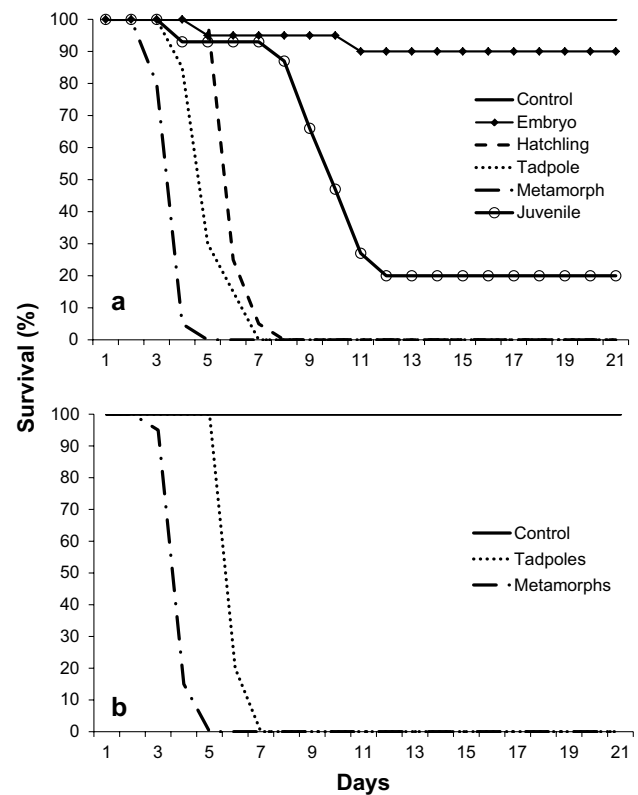 100
90
80
70
60
50
40
30
20
10
0
Control
Embryo
Hatchling
Tadpole
Metamorph
Juvenile
a
1 3 5 7 9 11 13 15 17 19 21
Survival (%)
100
90
80
70
60
50
40
30
20
10
0
Control
Tadpoles
Metamorphs
b
1 3 5 7 9 11 13 15 17 19 21
Days